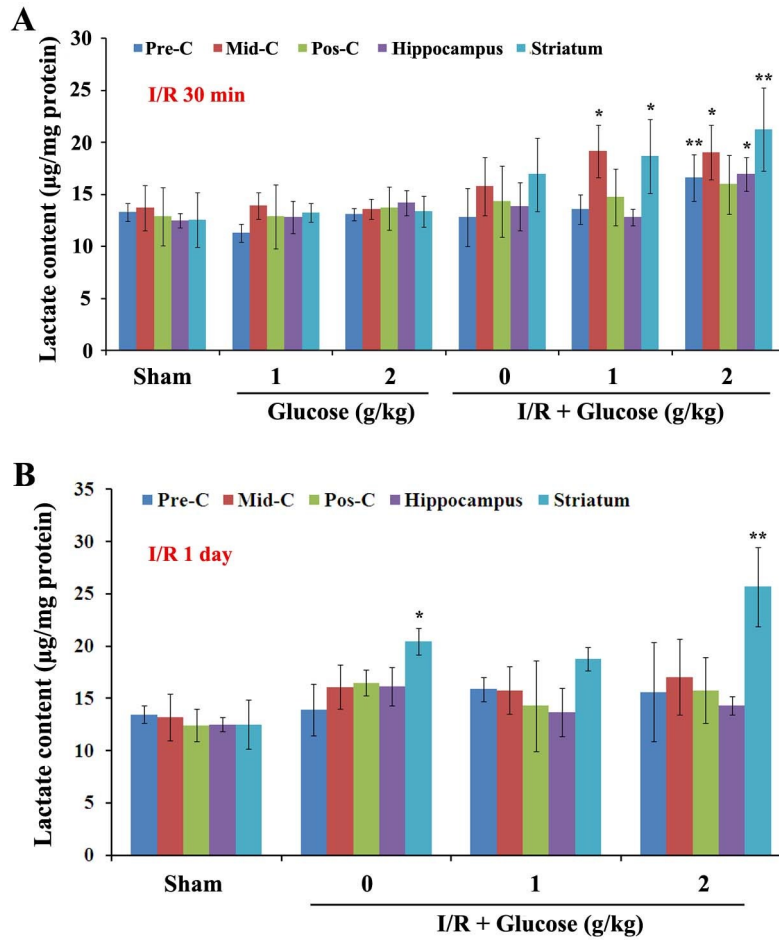 A
30
25
20
15
10
5
0
Lactate content (µg/mg protein)
Pre-C Mid-C Pos-C Hippocampus Striatum
I/R 30 min
* * ** * * **
Sham 1 2 0 1 2
Glucose (g/kg) I/R + Glucose (g/kg)
B
35
30
25
20
15
10
5
0
Lactate content (µg/mg protein)
Pre-C Mid-C Pos-C Hippocampus Striatum
I/R 1 day
* **
Sham 0 1 2
I/R + Glucose (g/kg)